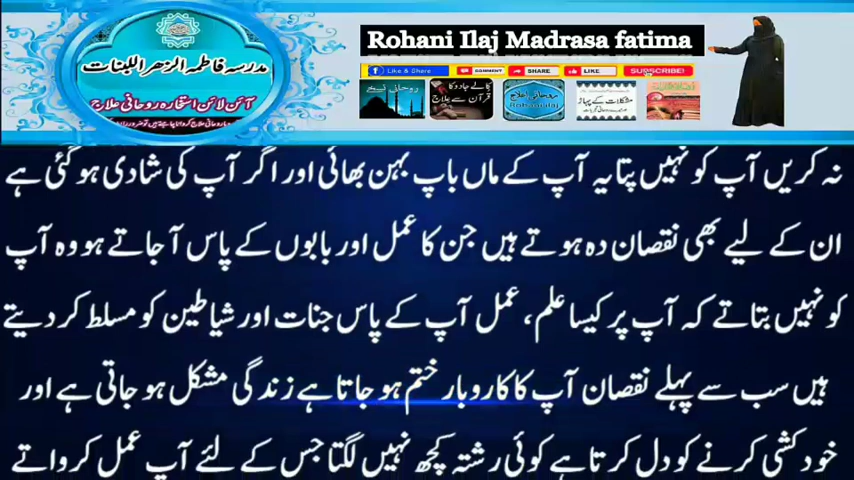 Rohani Ilaj Madrasa fatima
مدرسہ فاطمہ الزھرا للبنات
آن لائن استخارہ روحانی علاج
Like & Share COMMENT SHARE LIKE SUBSCRIBE!
نہ کریں آپ کو نہیں پتا یہ آپ کے ماں باپ بہن بھائی اور اگر آپ کی شادی ہو گئی ہے
ان کے لیے بھی نقصان دہ ہوتے ہیں جن کا عمل اور بابوں کے پاس آ جاتے ہو وہ آپ
کو نہیں بتاتے کہ آپ پر کیسا علم، عمل آپ کے پاس جنات اور شیاطین کو مسلط کر دیتے
ہیں سب سے پہلے نقصان آپ کا کاروبار ختم ہو جاتا ہے زندگی مشکل ہو جاتی ہے اور
خودکشی کرنے کو دل کرتا ہے کوئی رشتہ کچھ نہیں لگتا جس کے لئے آپ عمل کرواتے